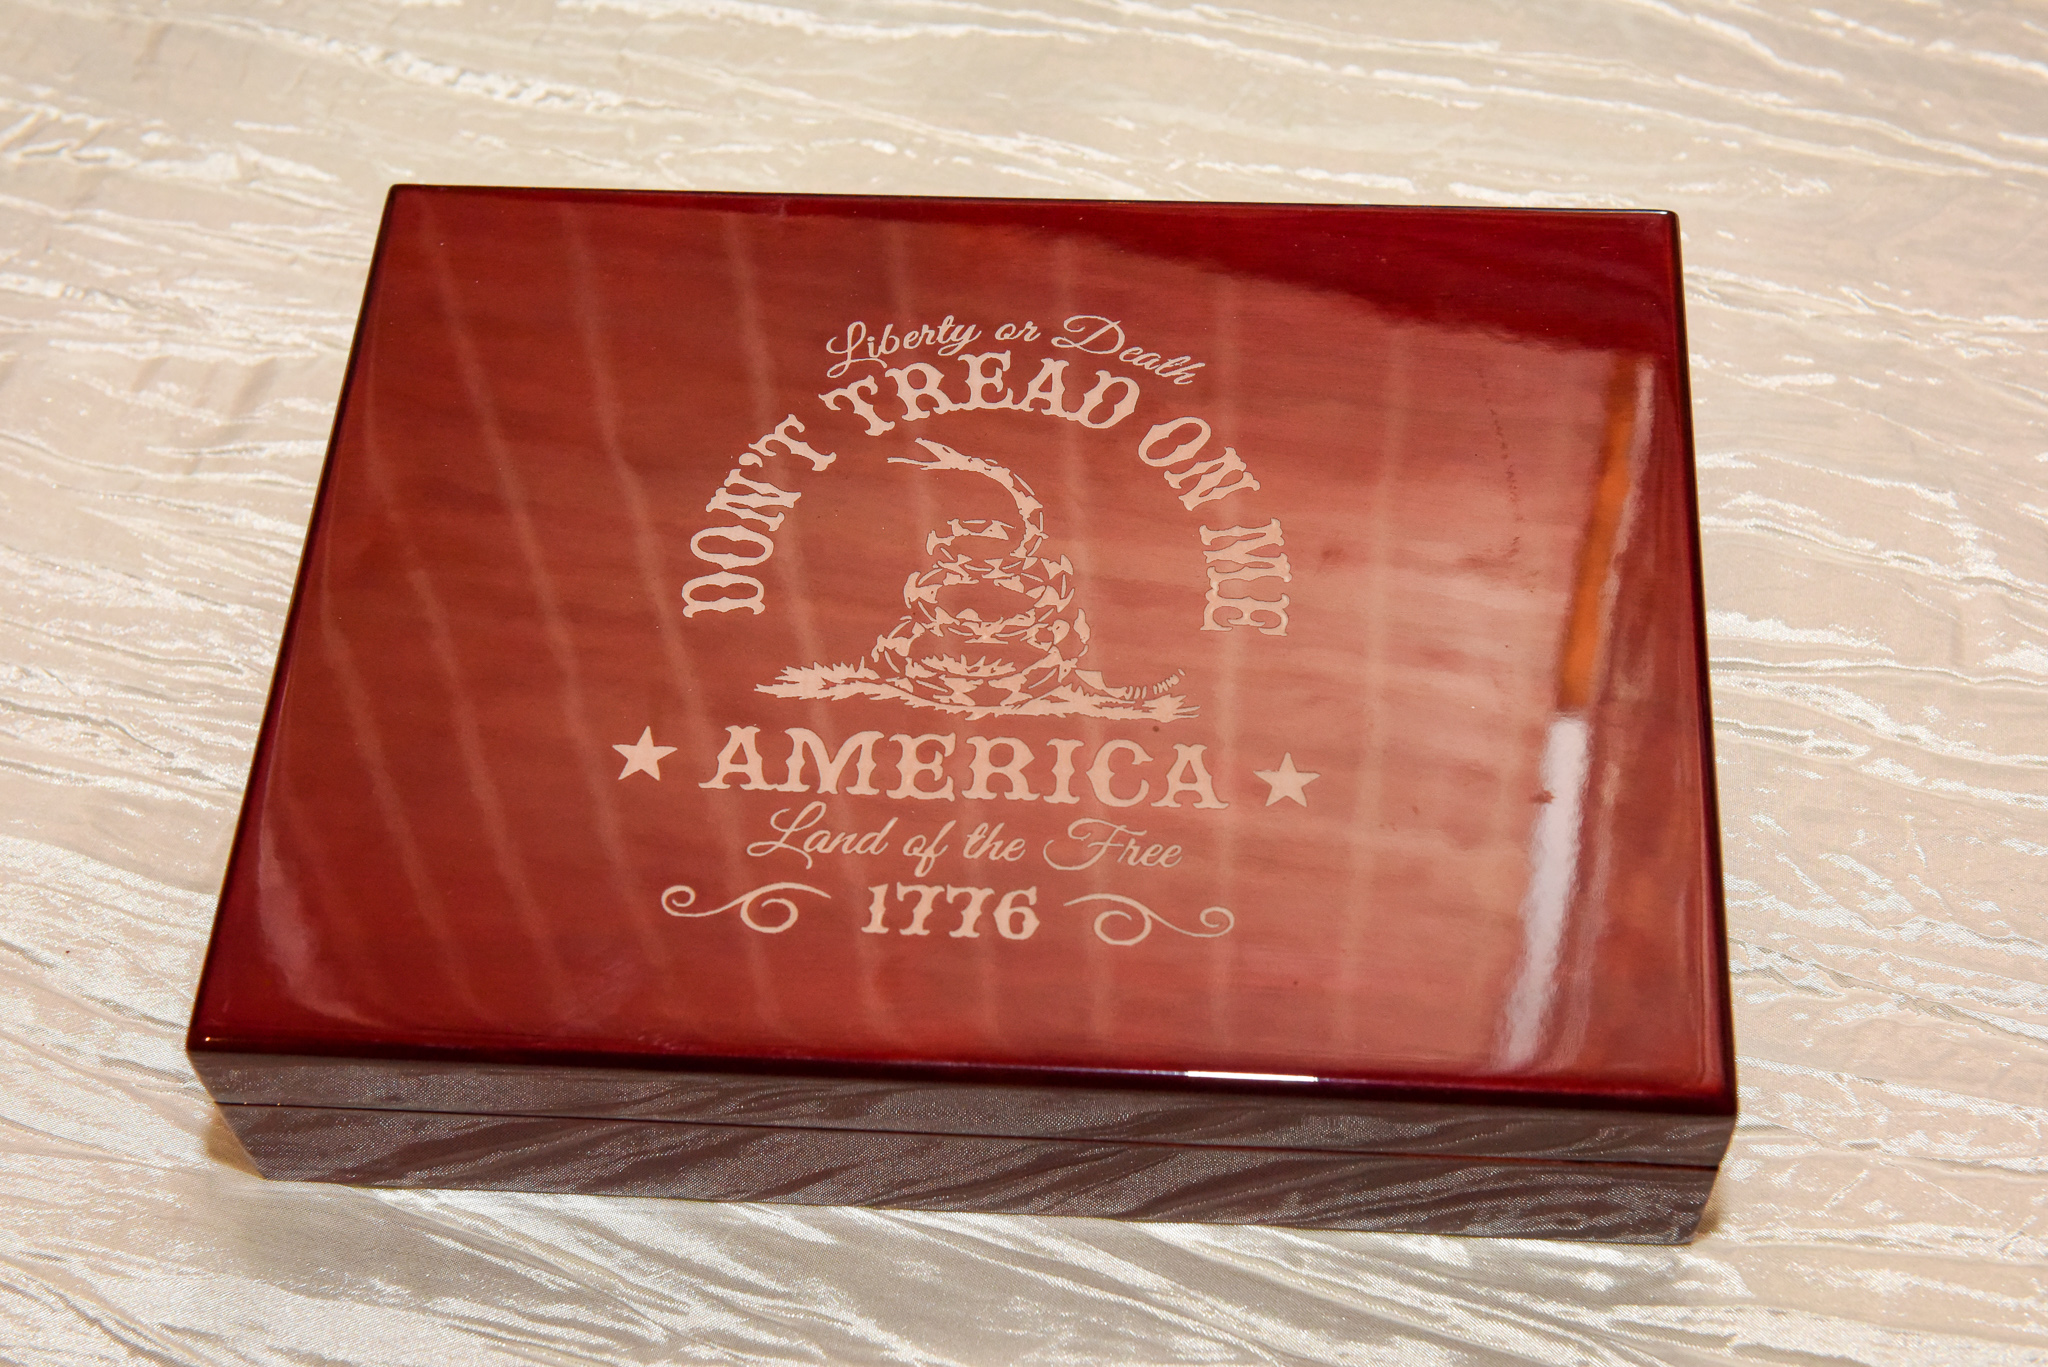 Liberty or Death
DON'T TREAD ON ME
AMERICA
Land of the Free
1776